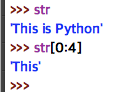 >>> str
'This is Python'
>>> str[0:4]
'This'
>>>